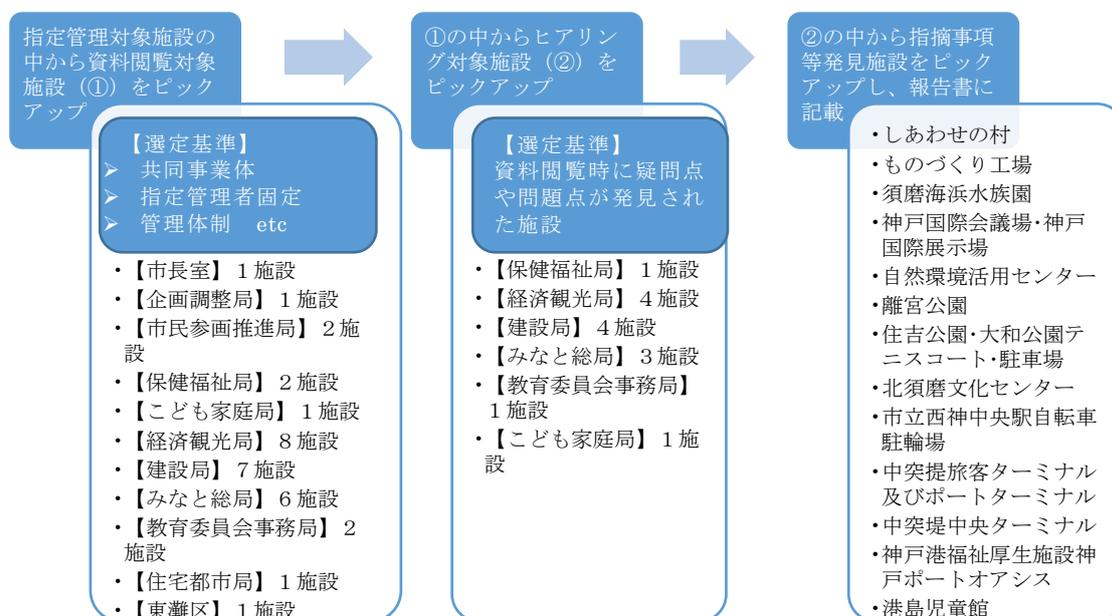 指定管理対象施設の
中から資料閲覧対象
施設（①）をピック
アップ
【選定基準】
➢ 共同事業体
➢ 指定管理者固定
➢ 管理体制　etc
・【市長室】１施設
・【企画調整局】１施設
・【市民参画推進局】２施
設
・【保健福祉局】２施設
・【こども家庭局】１施設
・【経済観光局】８施設
・【建設局】７施設
・【みなと総局】６施設
・【教育委員会事務局】２
施設
・【住宅都市局】１施設
・【東灘区】１施設
①の中からヒアリン
グ対象施設（②）を
ピックアップ
【選定基準】
資料閲覧時に疑問点
や問題点が発見され
た施設
・【保健福祉局】１施設
・【経済観光局】４施設
・【建設局】４施設
・【みなと総局】３施設
・【教育委員会事務局】
１施設
・【こども家庭局】１施
設
②の中から指摘事項
等発見施設をピック
アップし、報告書に
記載
・しあわせの村
・ものづくり工場
・須磨海浜水族園
・神戸国際会議場・神戸
国際展示場
・自然環境活用センター
・離宮公園
・住吉公園・大和公園テ
ニスコート・駐車場
・北須磨文化センター
・市立西神中央駅自転車
駐輪場
・中突提旅客ターミナル
及びポートターミナル
・中突堤中央ターミナル
・神戸港福祉厚生施設神
戸ポートオアシス
・港島児童館